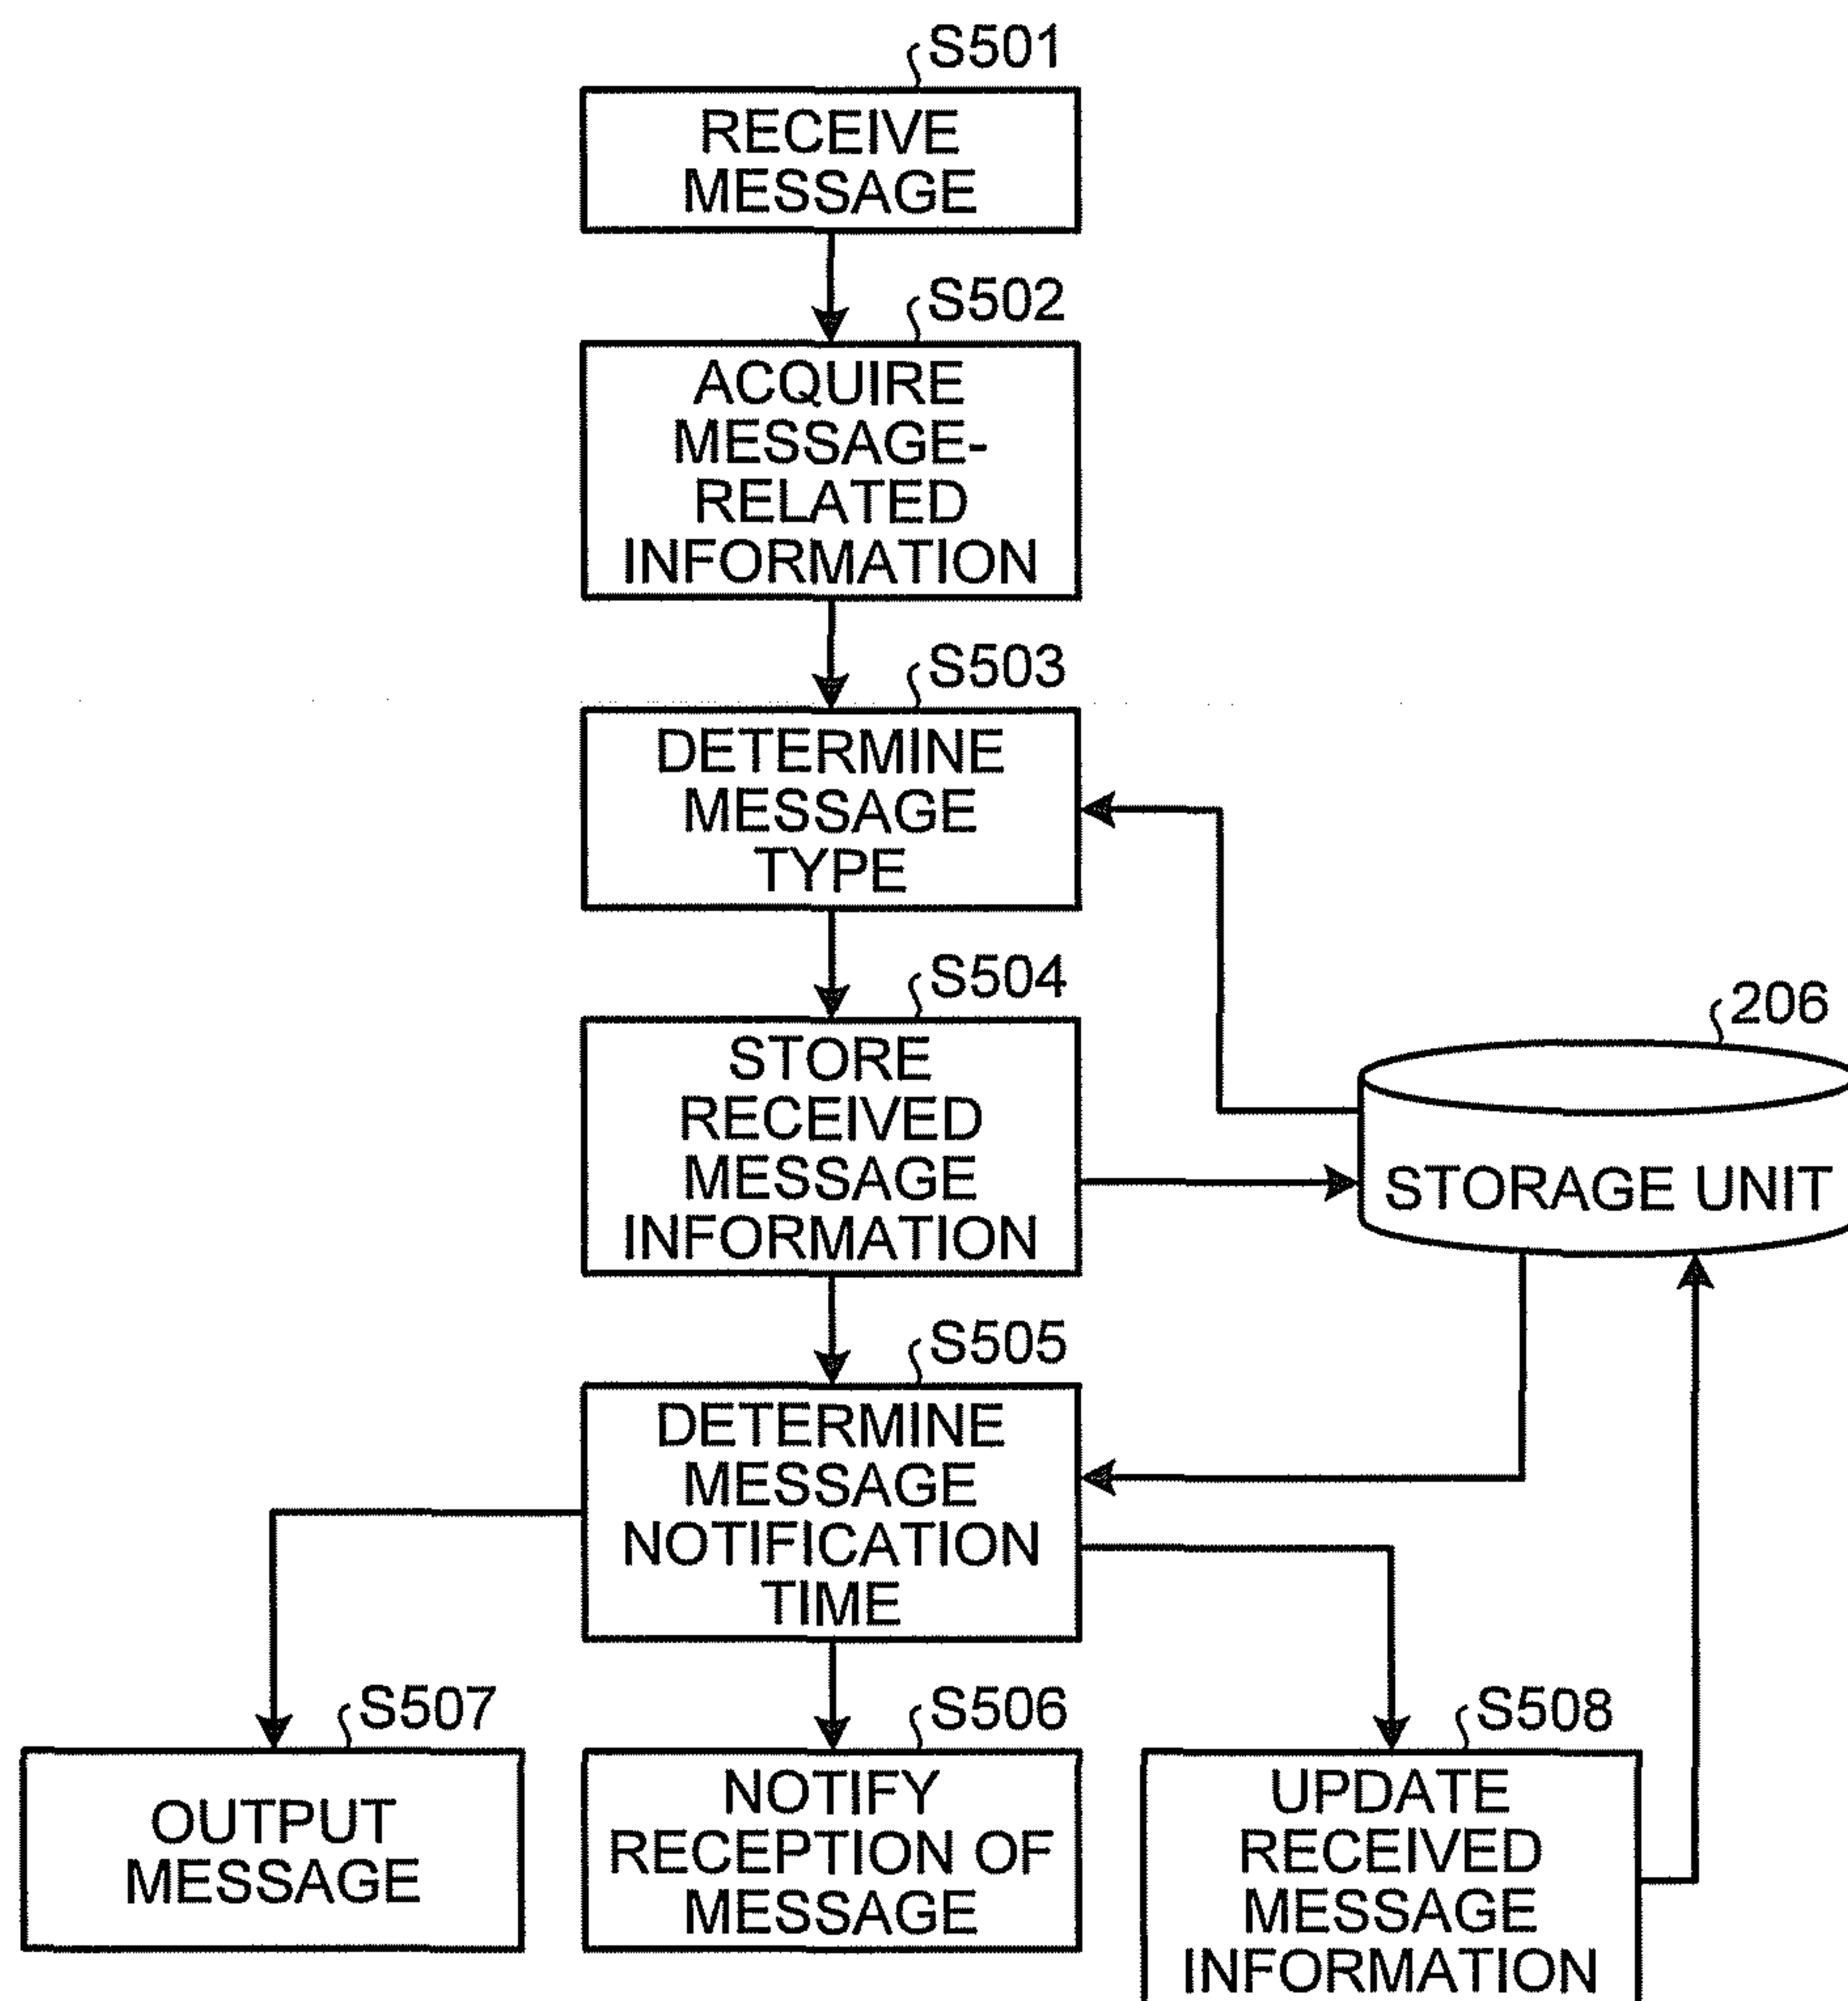 S501
RECEIVE
MESSAGE
S502
ACQUIRE
MESSAGE-
RELATED
INFORMATION
S503
DETERMINE
MESSAGE
TYPE
S504
STORE
RECEIVED
MESSAGE
INFORMATION
206
STORAGE UNIT
S505
DETERMINE
MESSAGE
NOTIFICATION
TIME
S507
OUTPUT
MESSAGE
S506
NOTIFY
RECEPTION OF
MESSAGE
S508
UPDATE
RECEIVED
MESSAGE
INFORMATION